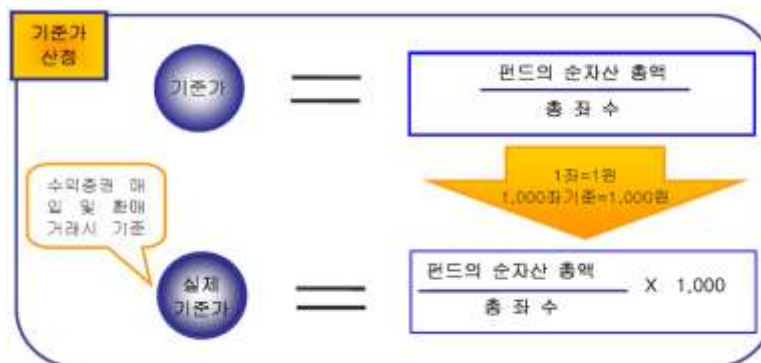 기준가
산정
기준가
펀드의 순자산 총액
총 좌 수
1좌=1원
1,000좌기준=1,000원
수익증권 매
입 및 환매
거래시 기준
실제
기준가
펀드의 순자산 총액
총 좌 수
X 1,000